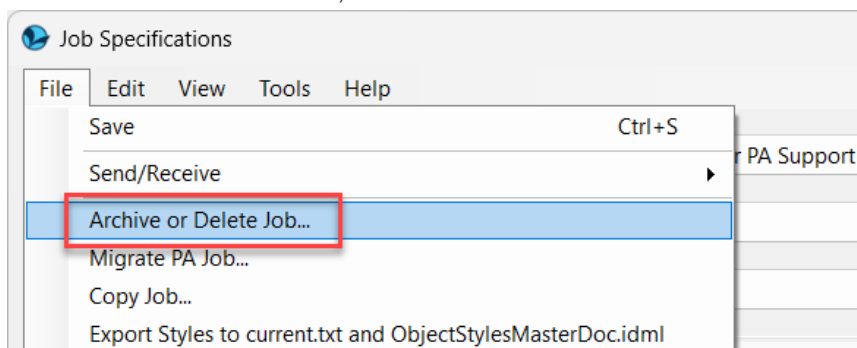 Job Specifications
File Edit View Tools Help
Save Ctrl+S
r PA Support
Send/Receive
Archive or Delete Job...
Migrate PA Job...
Copy Job...
Export Styles to current.txt and ObjectStylesMasterDoc.idml